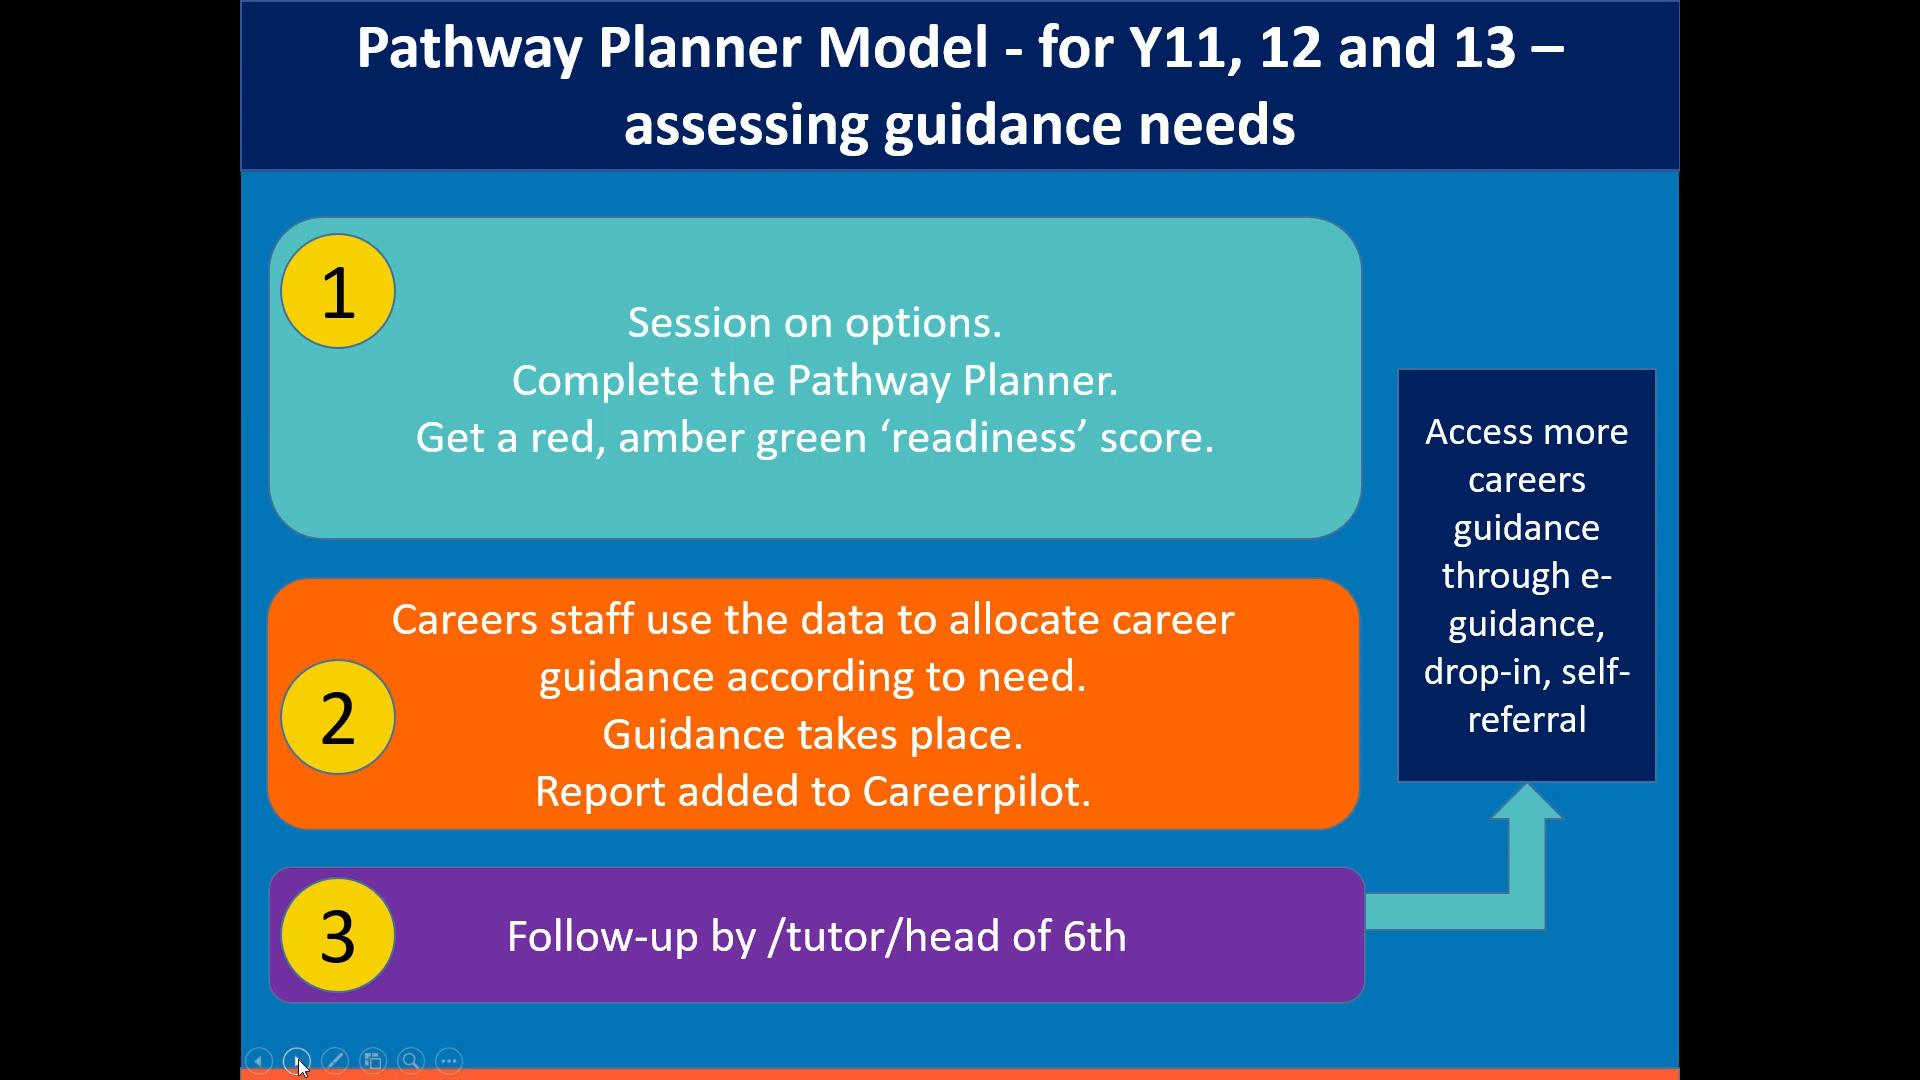 Pathway Planner Model - for Y11, 12 and 13 –
assessing guidance needs
1
Session on options.
Complete the Pathway Planner.
Get a red, amber green ‘readiness’ score.
2
Careers staff use the data to allocate career
guidance according to need.
Guidance takes place.
Report added to Careerpilot.
3
Follow-up by /tutor/head of 6th
Access more
careers
guidance
through e-
guidance,
drop-in, self-
referral